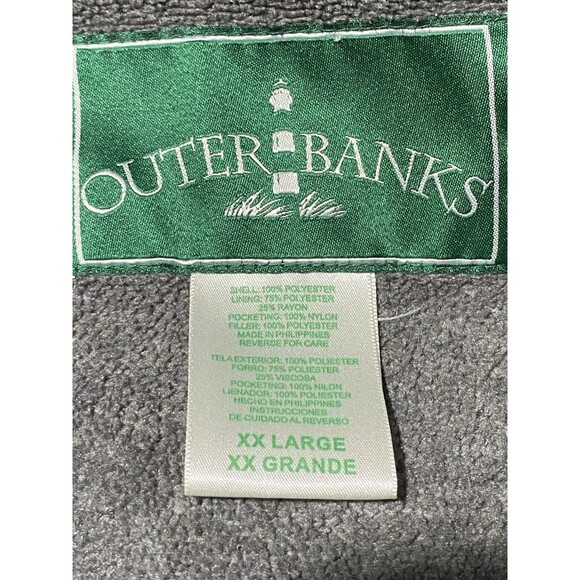 OUTER BANKS
SHELL: 100% POLYESTER
LINING: 75% POLYESTER
25% RAYON
POCKETING: 100% NYLON
FILLER: 100% POLYESTER
MADE IN PHILIPPINES
REVERSE FOR CARE
TELA EXTERIOR: 100% POLIESTER
FORRO: 75% POLIESTER
25% VISCOSA
POCKETING: 100% NILON
LIENADOR: 100% POLIESTER
HECHO EN PHILIPPINES
INSTRUCCIONES
DE CUIDADO AL REVERSO
XX LARGE
XX GRANDE